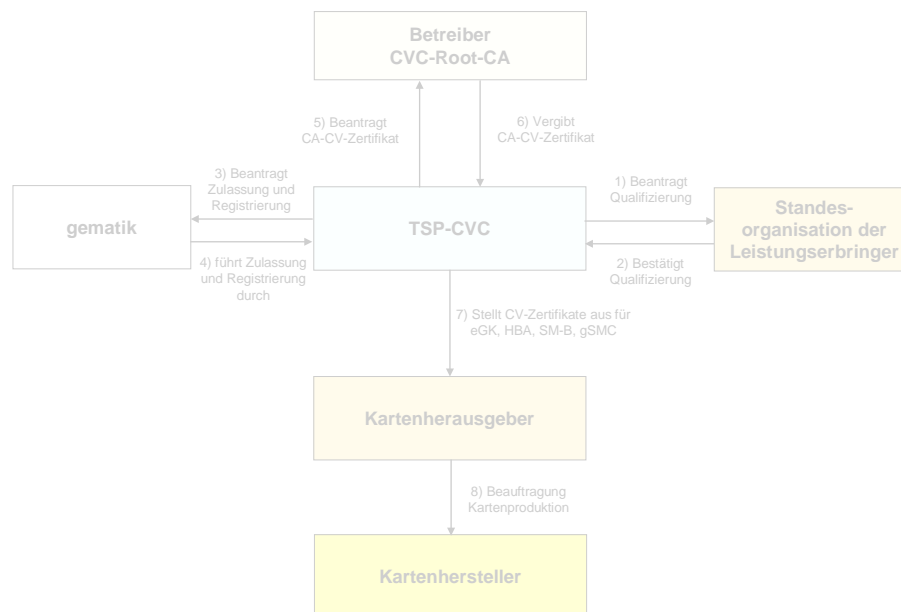 Betreiber
CVC-Root-CA
5) Beantragt
CA-CV-Zertifikat
6) Vergibt
CA-CV-Zertifikat
3) Beantragt
Zulassung und
Registrierung
1) Beantragt
Qualifizierung
gematik
TSP-CVC
Standes-
organisation der
Leistungserbringer
4) führt Zulassung
und Registrierung
durch
2) Bestätigt
Qualifizierung
7) Stellt CV-Zertifikate aus für
eGK, HBA, SM-B, gSMC
Kartenherausgeber
8) Beauftragung
Kartenproduktion
Kartenhersteller